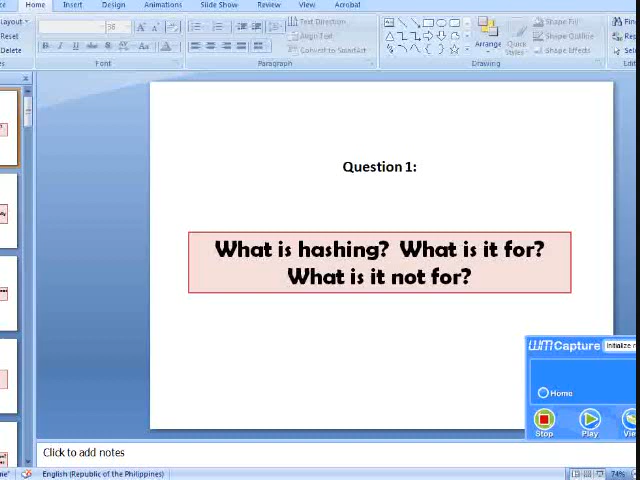 Home Insert Design Animations Slide Show Review View Acrobat
Layout
Reset
Delete
38
Text Direction
Align Text
Convert to SmartArt
Arrange
Quick Styles
Shape Fill
Shape Outline
Shape Effects
Font Paragraph Drawing
Question 1:
What is hashing? What is it for?
What is it not for?
WMCapture
Home
Stop Play
Click to add notes
English (Republic of the Philippines) 74%